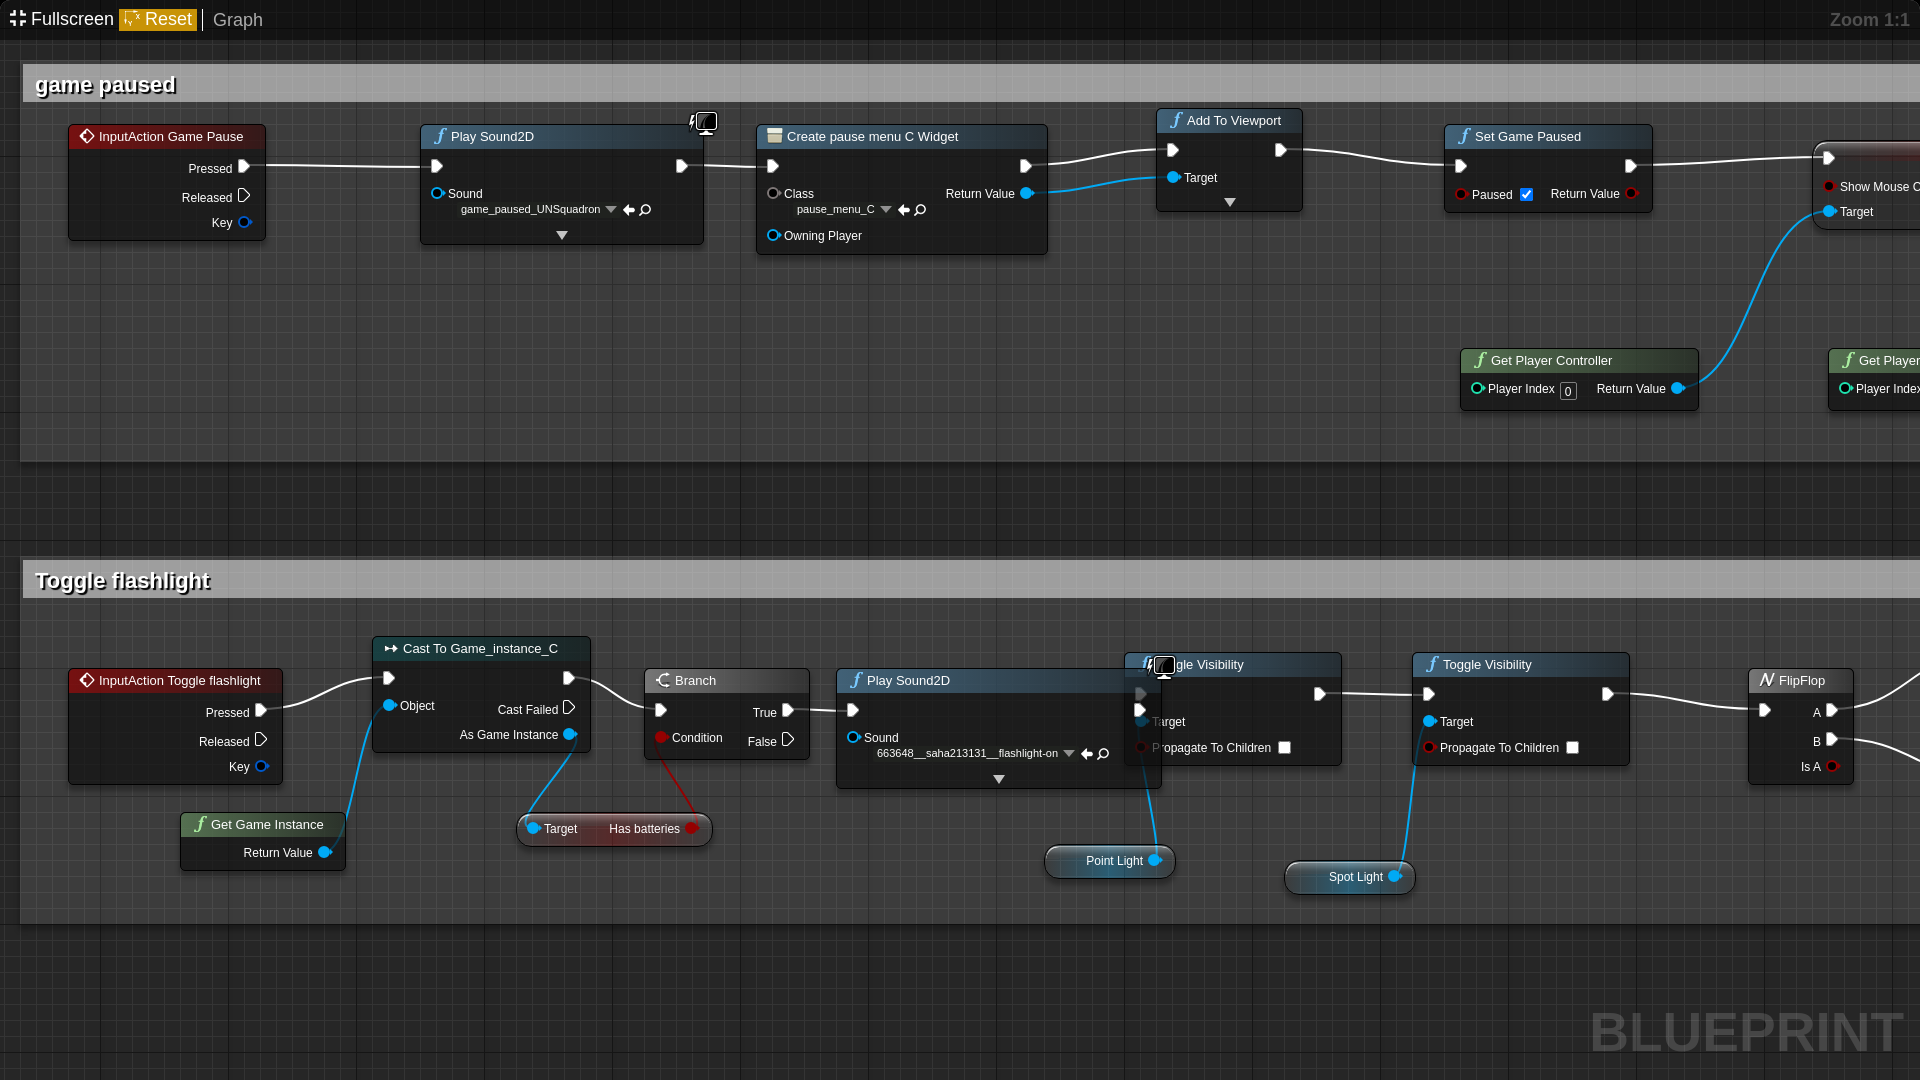 Fullscreen Reset Graph Zoom 1:1
game paused
InputAction Game Pause
Pressed
Released
Key
Play Sound2D
Sound
game_paused_UNSquadron
Create pause menu C Widget
Class
pause_menu_C
Return Value
Owning Player
Add To Viewport
Target
Set Game Paused
Paused
Return Value
Show Mouse C
Target
Get Player Controller
Player Index 0
Return Value
Get Player
Player Index
Toggle flashlight
InputAction Toggle flashlight
Pressed
Released
Key
Get Game Instance
Return Value
Cast To Game_instance_C
Object
Cast Failed
As Game Instance
Target
Has batteries
Branch
Condition
True
False
Play Sound2D
Sound
663648__saha213131__flashlight-on
gle Visibility
Target
Propagate To Children
Point Light
Toggle Visibility
Target
Propagate To Children
Spot Light
FlipFlop
A
B
Is A
BLUEPRINT